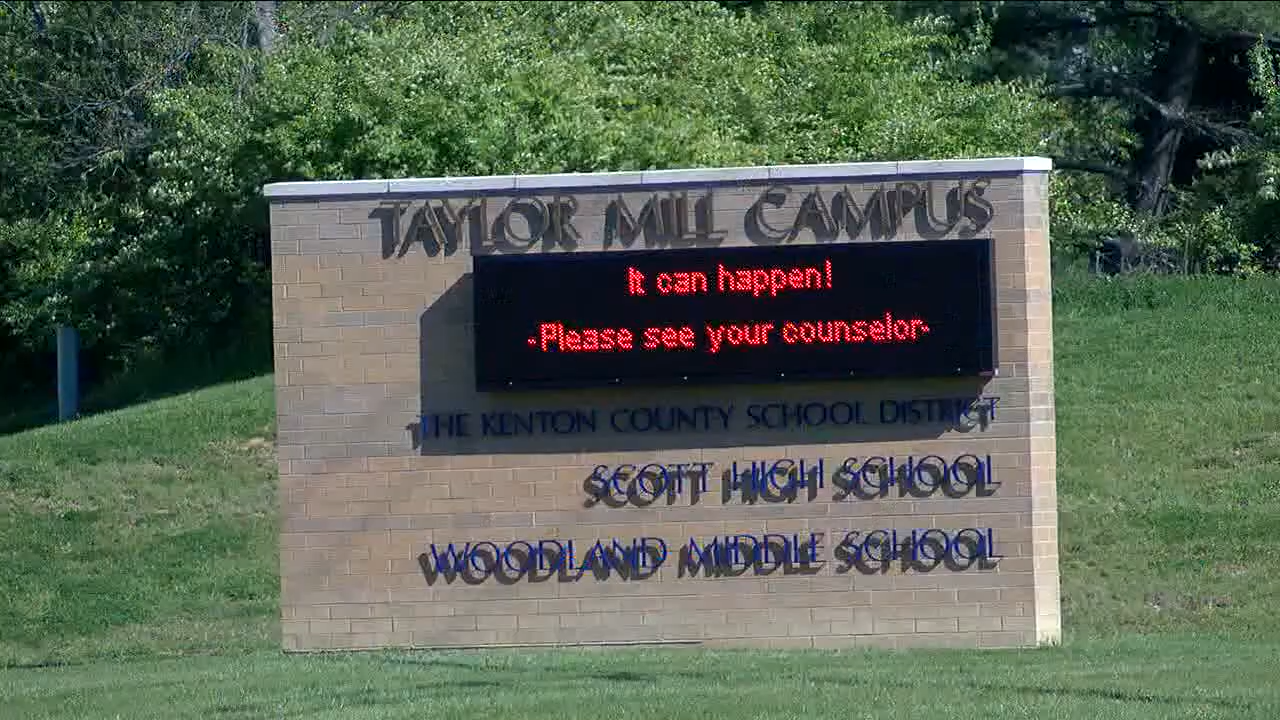 TAYLOR MILL CAMPUS
It can happen!
-Please see your counselor-
THE KENTON COUNTY SCHOOL DISTRICT
SCOTT HIGH SCHOOL
WOODLAND MIDDLE SCHOOL